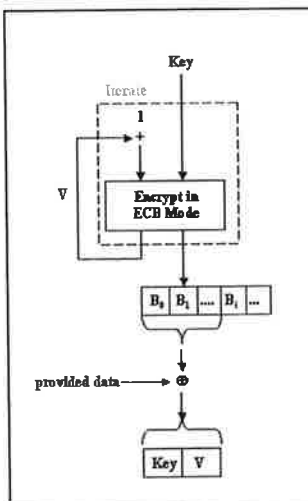 Key
Iterate
1
+
V
Encrypt in
ECB Mode
B₀ B₁ .... Bᵢ ...
provided data
⊕
Key V